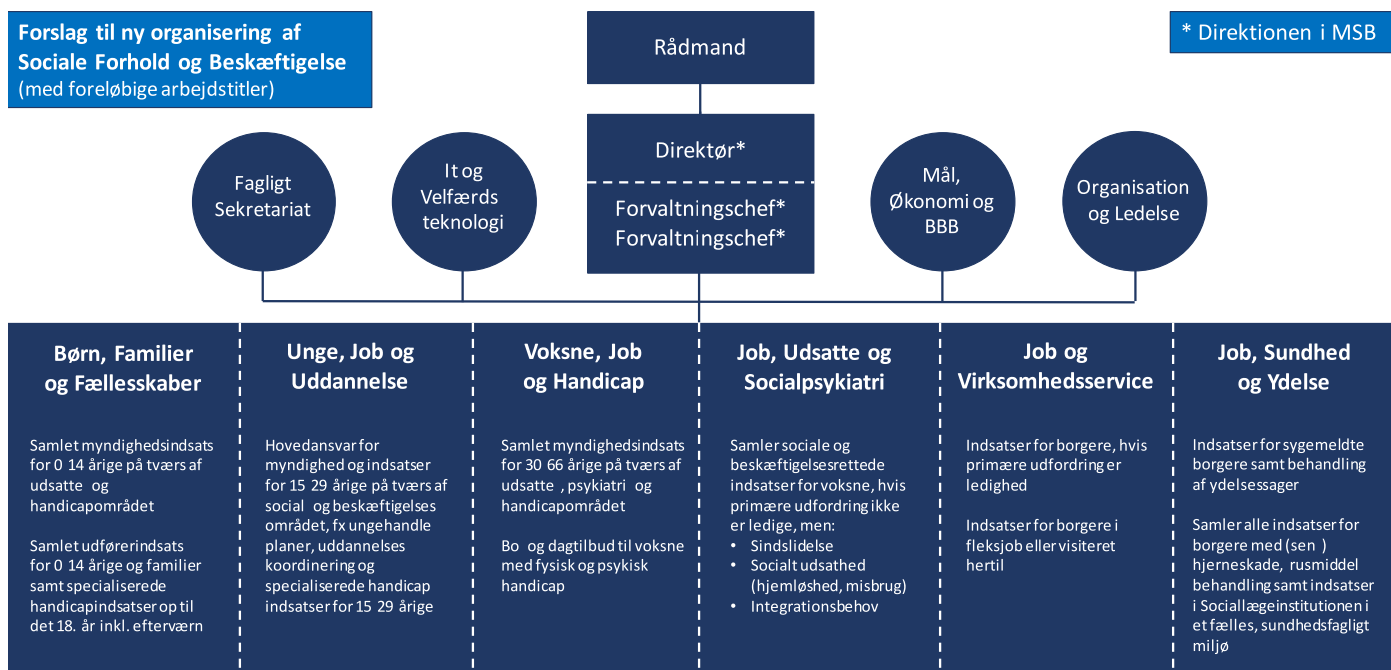 Forslag til ny organisering af
Sociale Forhold og Beskæftigelse
(med foreløbige arbejdstitler)
* Direktionen i MSB
Rådmand
Direktør*
Forvaltningschef*
Forvaltningschef*
Fagligt
Sekretariat
It og
Velfærds
teknologi
Mål,
Økonomi og
BBB
Organisation
og Ledelse
Børn, Familier
og Fællesskaber
Samlet myndighedsindsats
for 0 14 årige på tværs af
udsatte og
handicapområdet
Samlet udførerindsats
for 0 14 årige og familier
samt specialiserede
handicapindsatser op til
det 18. år inkl. efterværn
Unge, Job og
Uddannelse
Hovedansvar for
myndighed og indsatser
for 15 29 årige på tværs af
social og beskæftigelses
området, fx ungehandle
planer, uddannelses
koordinering og
specialiserede handicap
indsatser for 15 29 årige
Voksne, Job
og Handicap
Samlet myndighedsindsats
for 30 66 årige på tværs af
udsatte , psykiatri og
handicapområdet
Bo og dagtilbud til voksne
med fysisk og psykisk
handicap
Job, Udsatte og
Socialpsykiatri
Samler sociale og
beskæftigelsesrettede
indsatser for voksne, hvis
primære udfordring ikke
er ledige, men:
• Sindslidelse
• Socialt udsathed
(hjemløshed, misbrug)
• Integrationsbehov
Job og
Virksomhedsservice
Indsatser for borgere, hvis
primære udfordring er
ledighed
Indsatser for borgere i
fleksjob eller visiteret
hertil
Job, Sundhed
og Ydelse
Indsatser for sygemeldte
borgere samt behandling
af ydelsessager
Samler alle indsatser for
borgere med (sen )
hjerneskade, rusmiddel
behandling samt indsatser
i Sociallægeinstitutionen i
et fælles, sundhedsfagligt
miljø